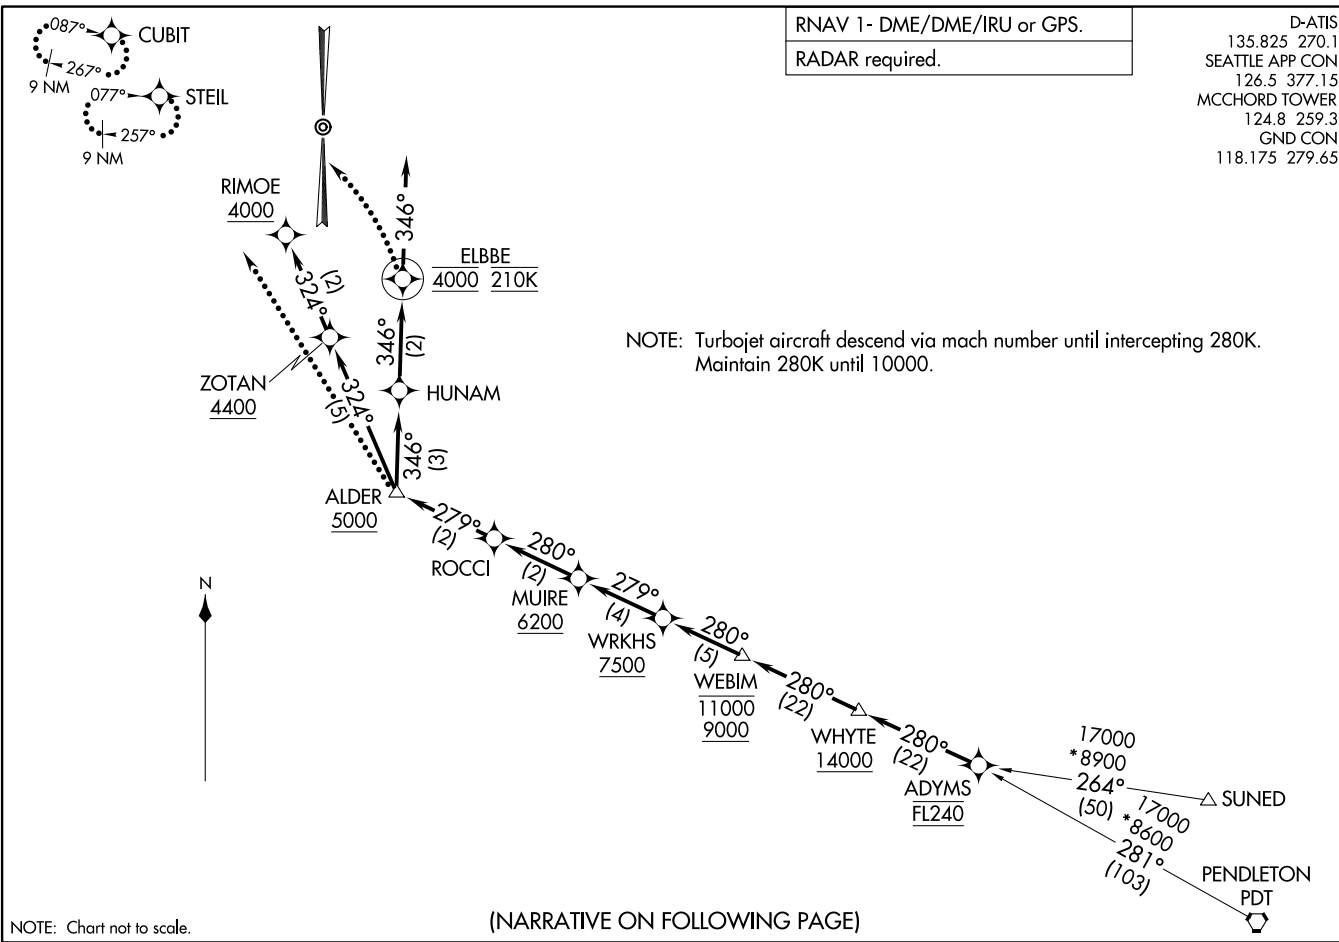 RNAV 1- DME/DME/IRU or GPS.
RADAR required.
D-ATIS
135.825 270.1
SEATTLE APP CON
126.5 377.15
MCCHORD TOWER
124.8 259.3
GND CON
118.175 279.65
087°
CUBIT
267°
9 NM
077°
STEIL
257°
9 NM
RIMOE
4000
346°
ELBBE
4000 210K
(2)
324°
346°
(2)
NOTE: Turbojet aircraft descend via mach number until intercepting 280K.
Maintain 280K until 10000.
ZOTAN
4400
324°
(5)
HUNAM
346°
(3)
ALDER
5000
279°
(2)
ROCCI
280°
(2)
MUIRE
6200
279°
(4)
WRKHS
7500
280°
(5)
WEBIM
11000
9000
280°
(22)
WHYTE
14000
280°
(22)
ADYMS
FL240
17000
*8900
264°
(50)
SUNED
17000
*8600
281°
(103)
PENDLETON
PDT
N
NOTE: Chart not to scale.
(NARRATIVE ON FOLLOWING PAGE)